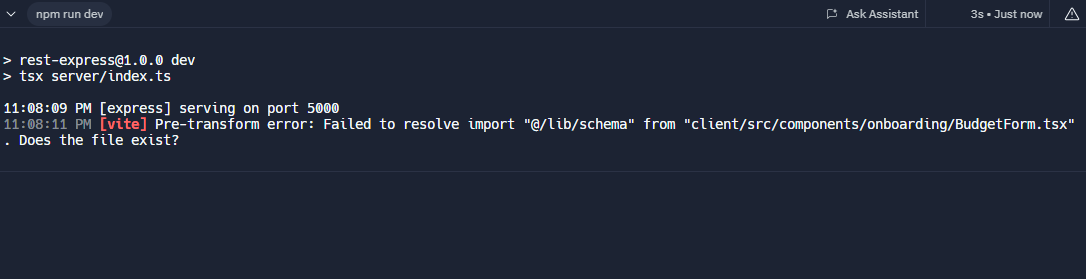 npm run dev
Ask Assistant
3s • Just now
> rest-express@1.0.0 dev
> tsx server/index.ts
11:08:09 PM [express] serving on port 5000
11:08:11 PM [vite] Pre-transform error: Failed to resolve import "@/lib/schema" from "client/src/components/onboarding/BudgetForm.tsx"
. Does the file exist?